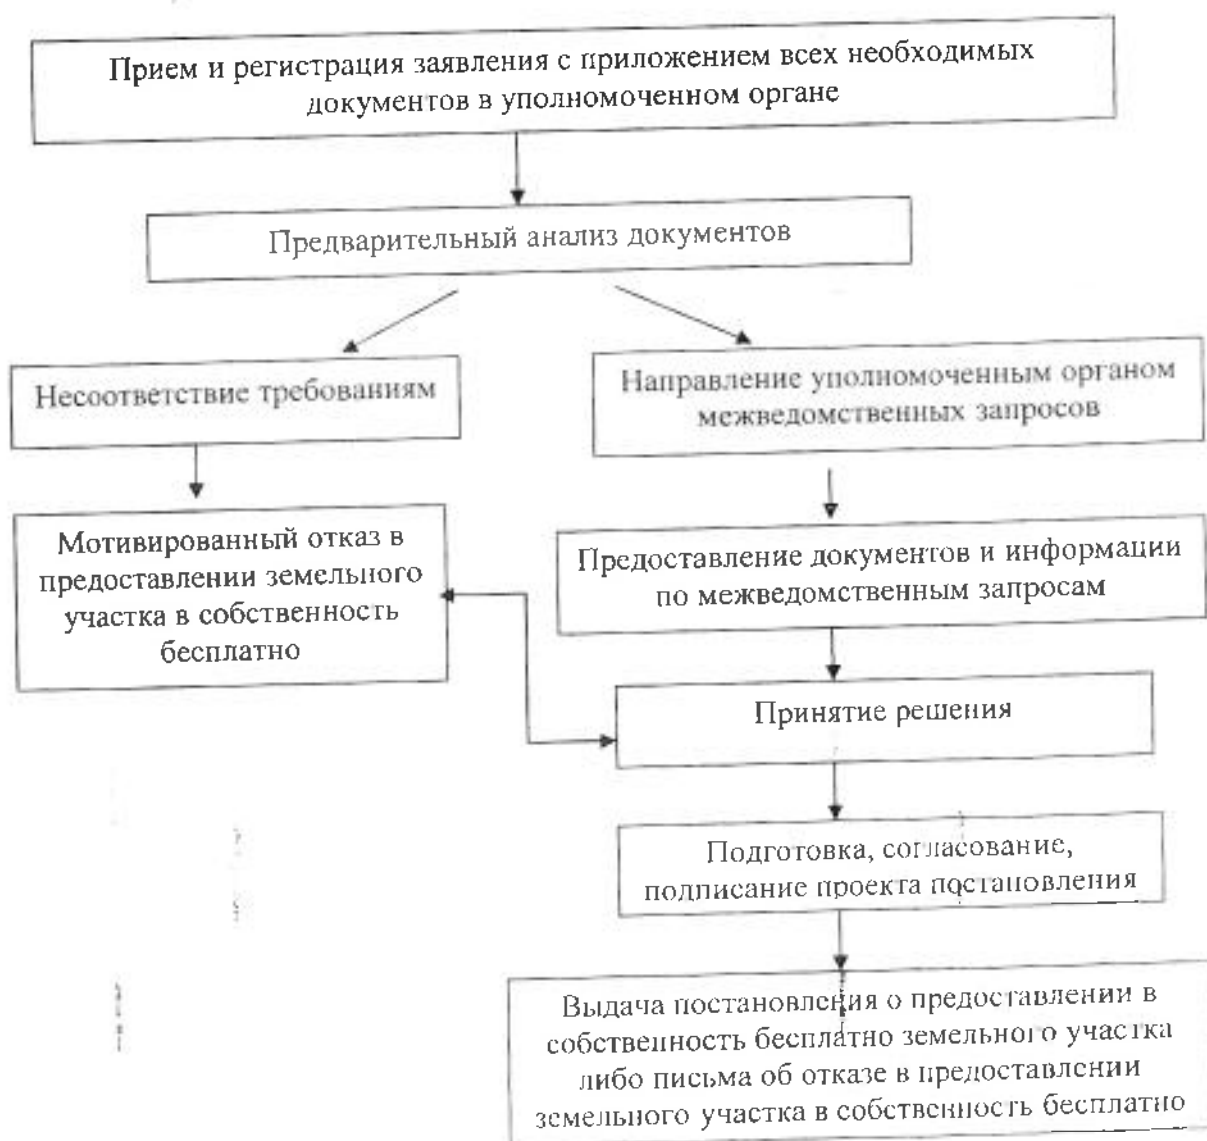 Прием и регистрация заявления с приложением всех необходимых
документов в уполномоченном органе
Предварительный анализ документов
Несоответствие требованиям
Направление уполномоченным органом
межведомственных запросов
Мотивированный отказ в
предоставлении земельного
участка в собственность
бесплатно
Предоставление документов и информации
по межведомственным запросам
Принятие решения
Подготовка, согласование,
подписание проекта постановления
Выдача постановления о предоставлении в
собственность бесплатно земельного участка
либо письма об отказе в предоставлении
земельного участка в собственность бесплатно